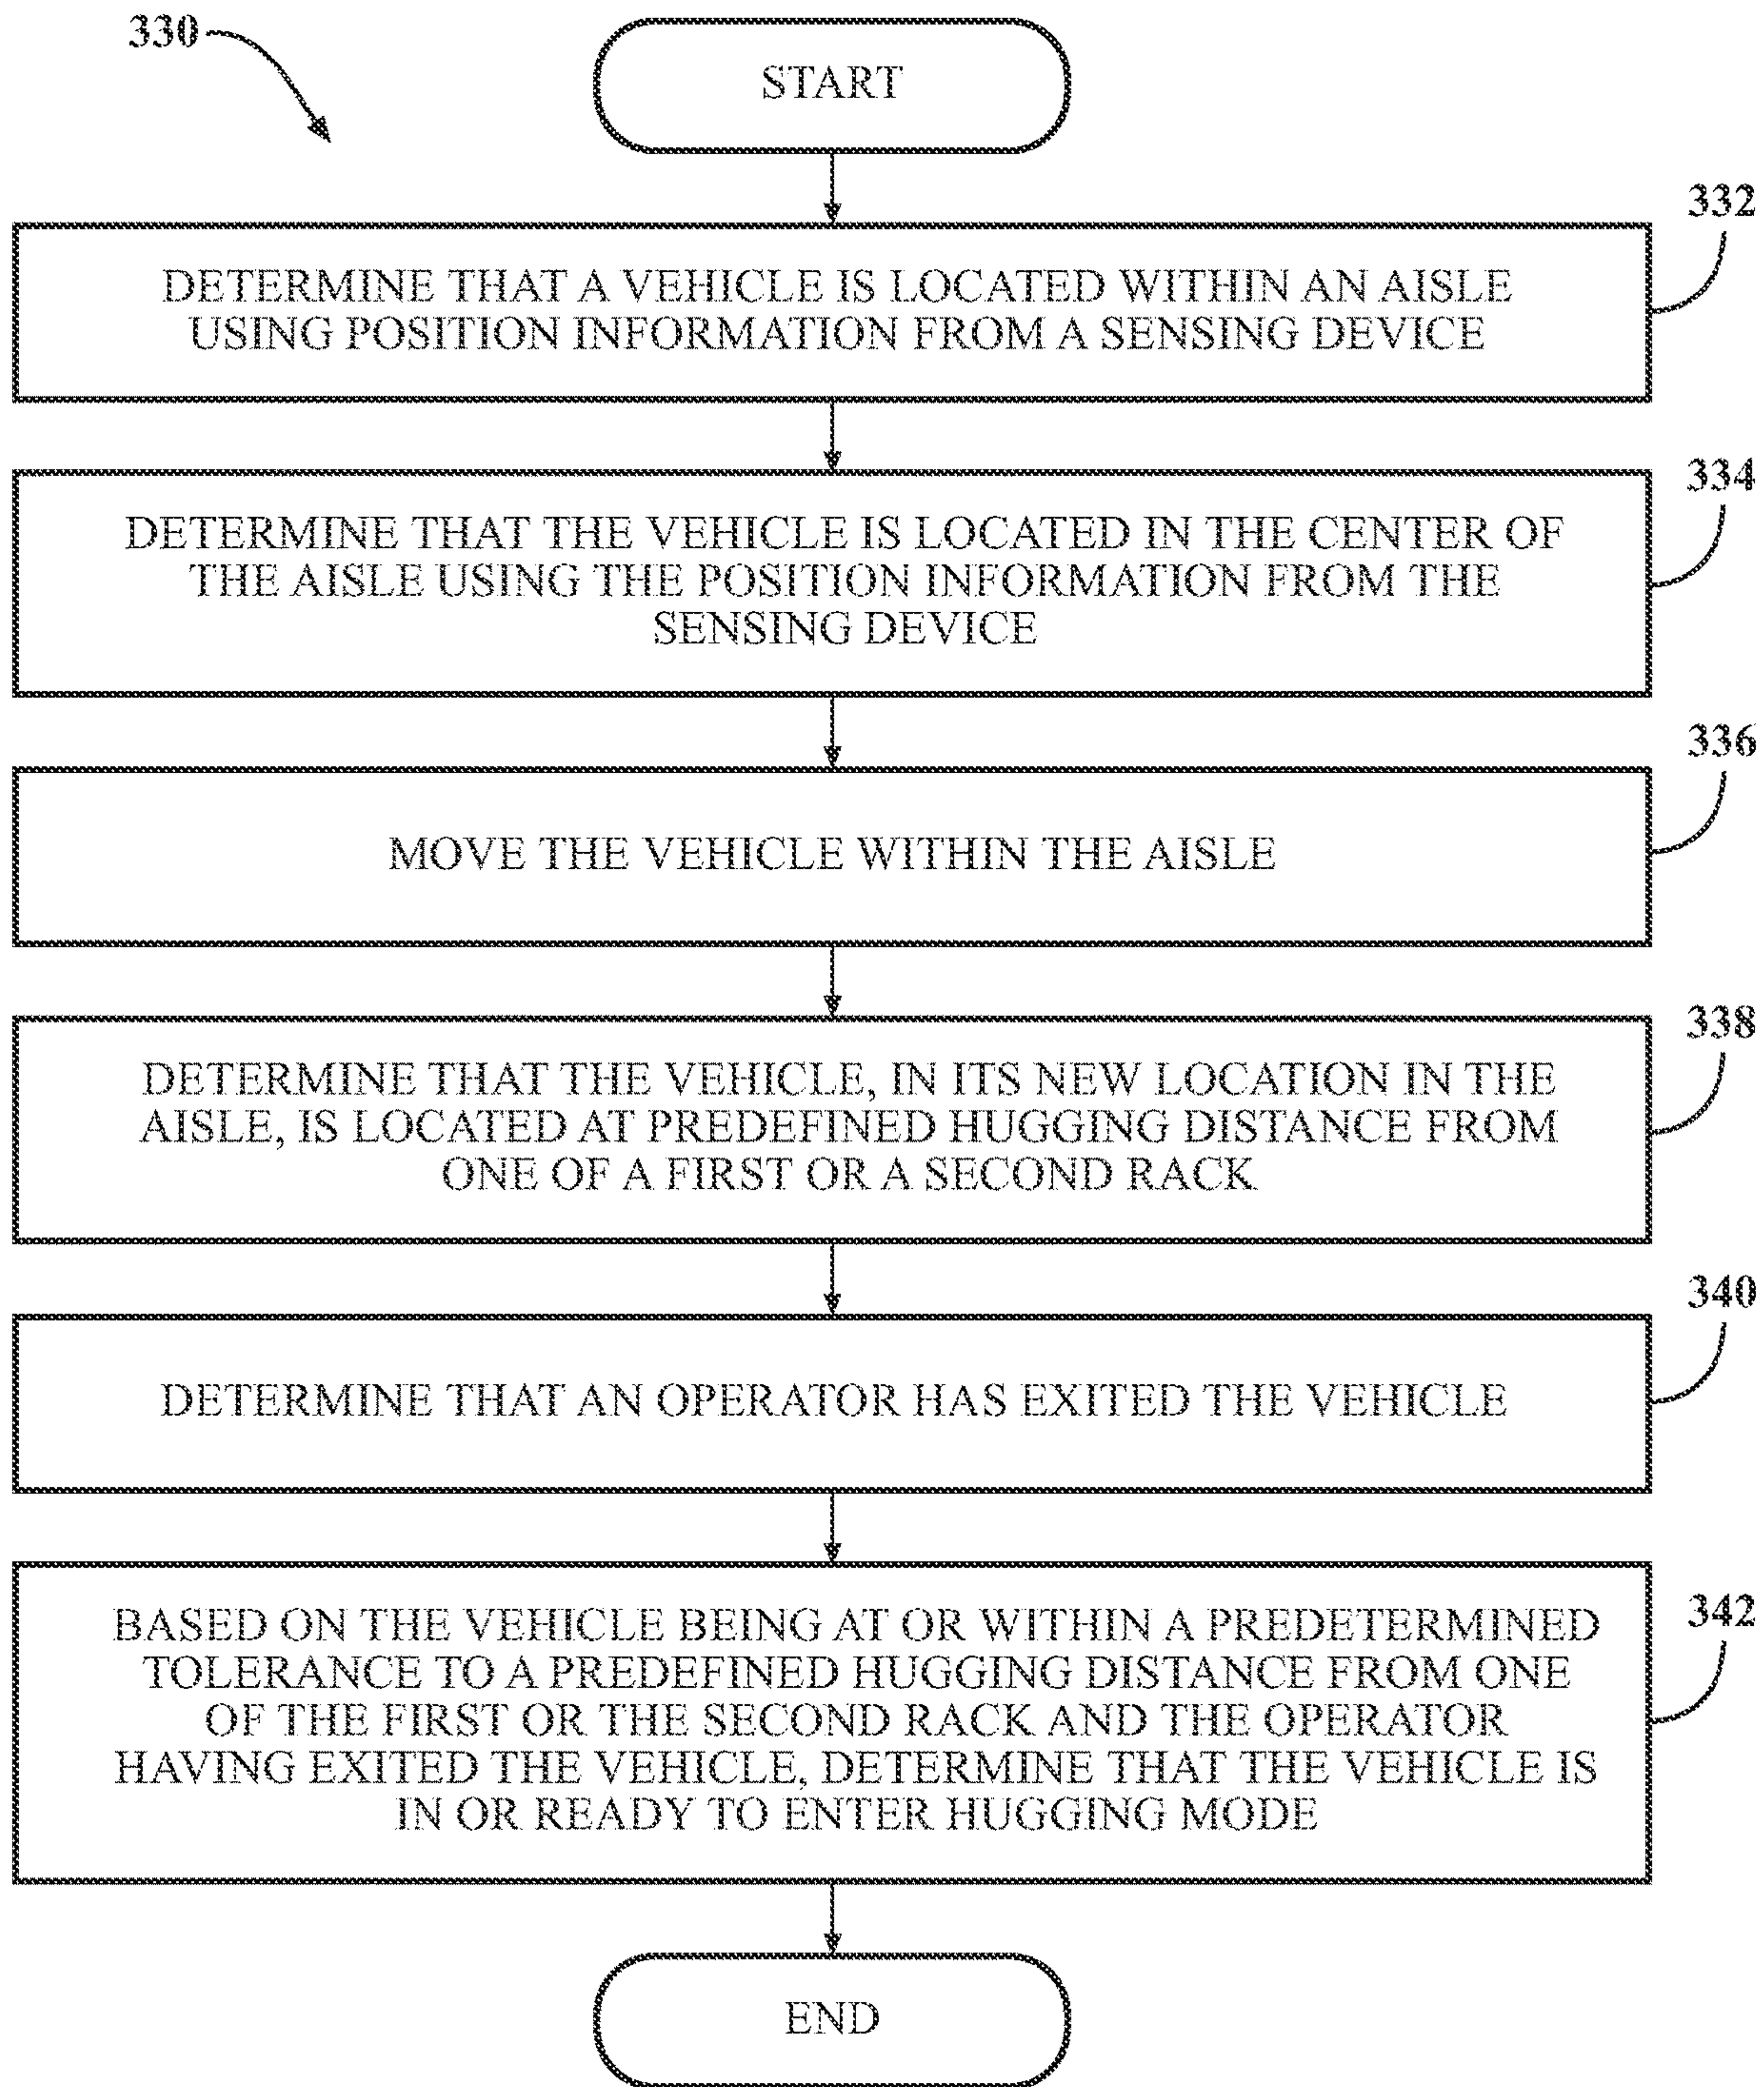 330
START
332
DETERMINE THAT A VEHICLE IS LOCATED WITHIN AN AISLE
USING POSITION INFORMATION FROM A SENSING DEVICE
334
DETERMINE THAT THE VEHICLE IS LOCATED IN THE CENTER OF
THE AISLE USING THE POSITION INFORMATION FROM THE
SENSING DEVICE
336
MOVE THE VEHICLE WITHIN THE AISLE
338
DETERMINE THAT THE VEHICLE, IN ITS NEW LOCATION IN THE
AISLE, IS LOCATED AT PREDEFINED HUGGING DISTANCE FROM
ONE OF A FIRST OR A SECOND RACK
340
DETERMINE THAT AN OPERATOR HAS EXITED THE VEHICLE
342
BASED ON THE VEHICLE BEING AT OR WITHIN A PREDETERMINED
TOLERANCE TO A PREDEFINED HUGGING DISTANCE FROM ONE
OF THE FIRST OR THE SECOND RACK AND THE OPERATOR
HAVING EXITED THE VEHICLE, DETERMINE THAT THE VEHICLE IS
IN OR READY TO ENTER HUGGING MODE
END